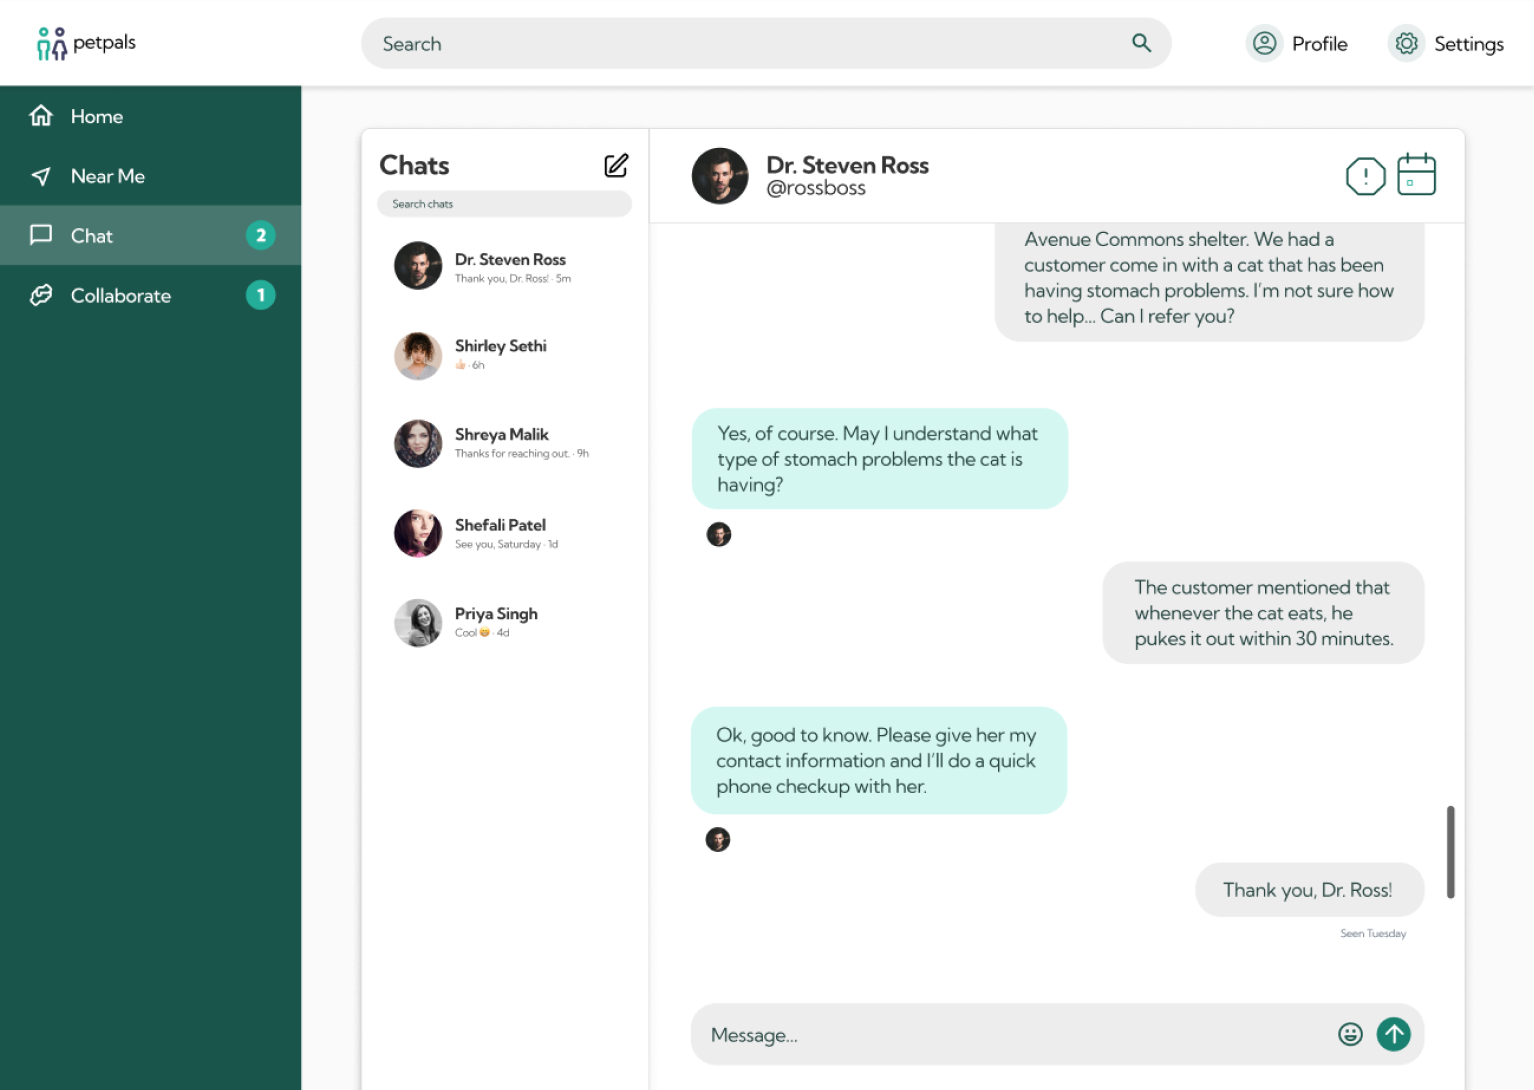 petpals
Search
Profile
Settings
Home
Near Me
Chat
2
Collaborate
1
Chats
Search chats
Dr. Steven Ross
Thank you, Dr. Ross! · 5m
Shirley Sethi
👍🏻 · 6h
Shreya Malik
Thanks for reaching out. · 9h
Shefali Patel
See you, Saturday · 1d
Priya Singh
Cool 😄 · 4d
Dr. Steven Ross
@rossboss
Avenue Commons shelter. We had a
customer come in with a cat that has been
having stomach problems. I’m not sure how
to help... Can I refer you?
Yes, of course. May I understand what
type of stomach problems the cat is
having?
The customer mentioned that
whenever the cat eats, he
pukes it out within 30 minutes.
Ok, good to know. Please give her my
contact information and I’ll do a quick
phone checkup with her.
Thank you, Dr. Ross!
Seen Tuesday
Message...